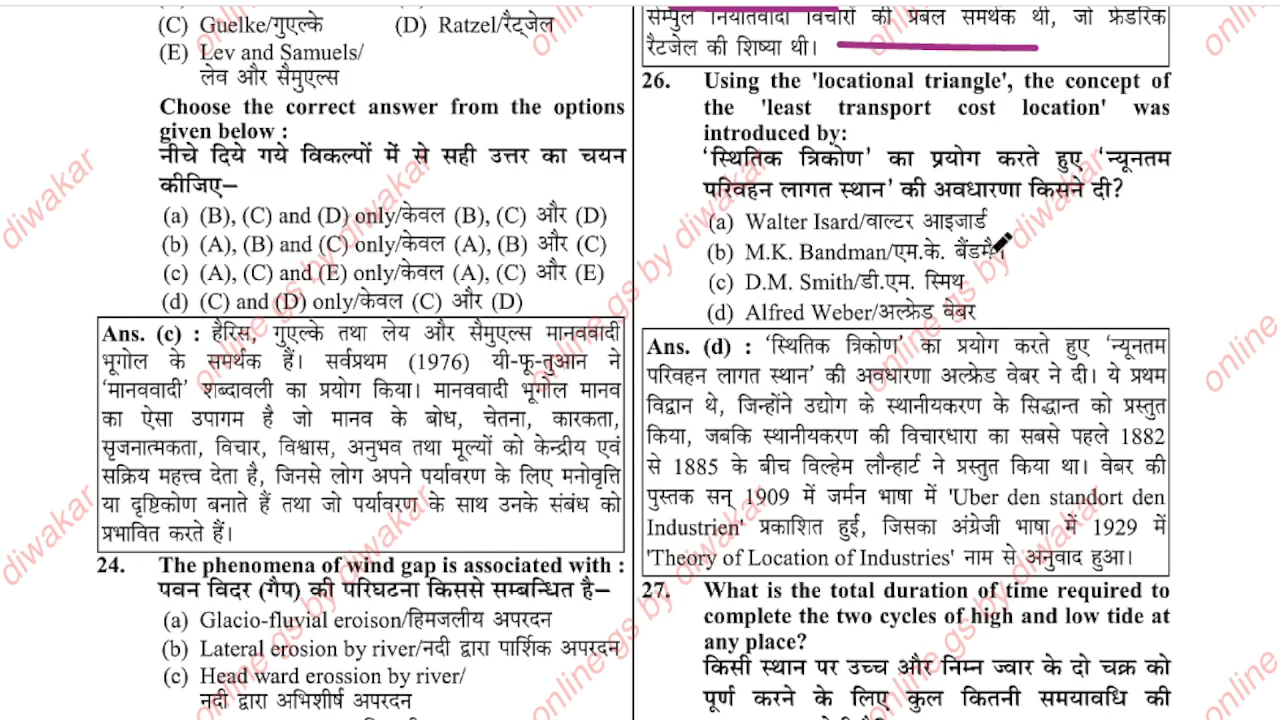 (C) Guelke/गुएल्के (D) Ratzel/रैट्जेल
(E) Lev and Samuels/
लेव और सैमुएल्स
Choose the correct answer from the options
given below :
नीचे दिये गये विकल्पों में से सही उत्तर का चयन
कीजिए–
(a) (B), (C) and (D) only/केवल (B), (C) और (D)
(b) (A), (B) and (C) only/केवल (A), (B) और (C)
(c) (A), (C) and (E) only/केवल (A), (C) और (E)
(d) (C) and (D) only/केवल (C) और (D)
Ans. (c) : हैरिस, गुएल्के तथा लेय और सैमुएल्स मानववादी
भूगोल के समर्थक हैं। सर्वप्रथम (1976) यी-फू-तुआन ने
‘मानववादी’ शब्दावली का प्रयोग किया। मानववादी भूगोल मानव
का ऐसा उपागम है जो मानव के बोध, चेतना, कारकता,
सृजनात्मकता, विचार, विश्वास, अनुभव तथा मूल्यों को केन्द्रीय एवं
सक्रिय महत्त्व देता है, जिनसे लोग अपने पर्यावरण के लिए मनोवृत्ति
या दृष्टिकोण बनाते हैं तथा जो पर्यावरण के साथ उनके संबंध को
प्रभावित करते हैं।
24. The phenomena of wind gap is associated with :
पवन विदर (गैप) की परिघटना किससे सम्बन्धित है–
(a) Glacio-fluvial eroison/हिमजलीय अपरदन
(b) Lateral erosion by river/नदी द्वारा पार्शिक अपरदन
(c) Head ward erossion by river/
नदी द्वारा अभिशीर्ष अपरदन
सेम्पुल नियतिवादी विचारों की प्रबल समर्थक थी, जो फ्रेडरिक
रैटजेल की शिष्या थी।
26. Using the 'locational triangle', the concept of
the 'least transport cost location' was
introduced by:
‘स्थितिक त्रिकोण’ का प्रयोग करते हुए ‘न्यूनतम
परिवहन लागत स्थान’ की अवधारणा किसने दी?
(a) Walter Isard/वाल्टर आइजार्ड
(b) M.K. Bandman/एम.के.
(c) D.M. Smith/डी.एम. स्मिथ
(d) Alfred Weber/अल्फ्रेड वेबर
Ans. (d) : ‘स्थितिक त्रिकोण’ का प्रयोग करते हुए ‘न्यूनतम
परिवहन लागत स्थान’ की अवधारणा अल्फ्रेड वेबर ने दी। ये प्रथम
विद्वान थे, जिन्होंने उद्योग के स्थानीयकरण के सिद्धान्त को प्रस्तुत
किया, जबकि स्थानीयकरण की विचारधारा का सबसे पहले 1882
से 1885 के बीच विल्हेम लौन्हार्ट ने प्रस्तुत किया था। वेबर की
पुस्तक सन् 1909 में जर्मन भाषा में 'Uber den standort den
Industrien' प्रकाशित हुई, जिसका अंग्रेजी भाषा में 1929 में
'Theory of Location of Industries' नाम से अनुवाद हुआ।
27. What is the total duration of time required to
complete the two cycles of high and low tide at
any place?
किसी स्थान पर उच्च और निम्न ज्वार के दो चक्र को
पूर्ण करने के लिए कुल कितनी समयावधि की
online gs by diwakar